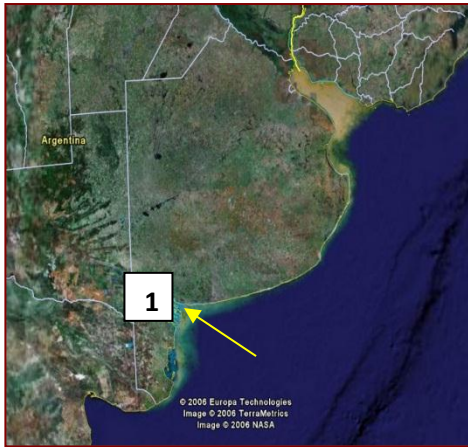 Argentina
1
© 2006 Europa Technologies
Image © 2006 TerraMetrics
Image © 2006 NASA